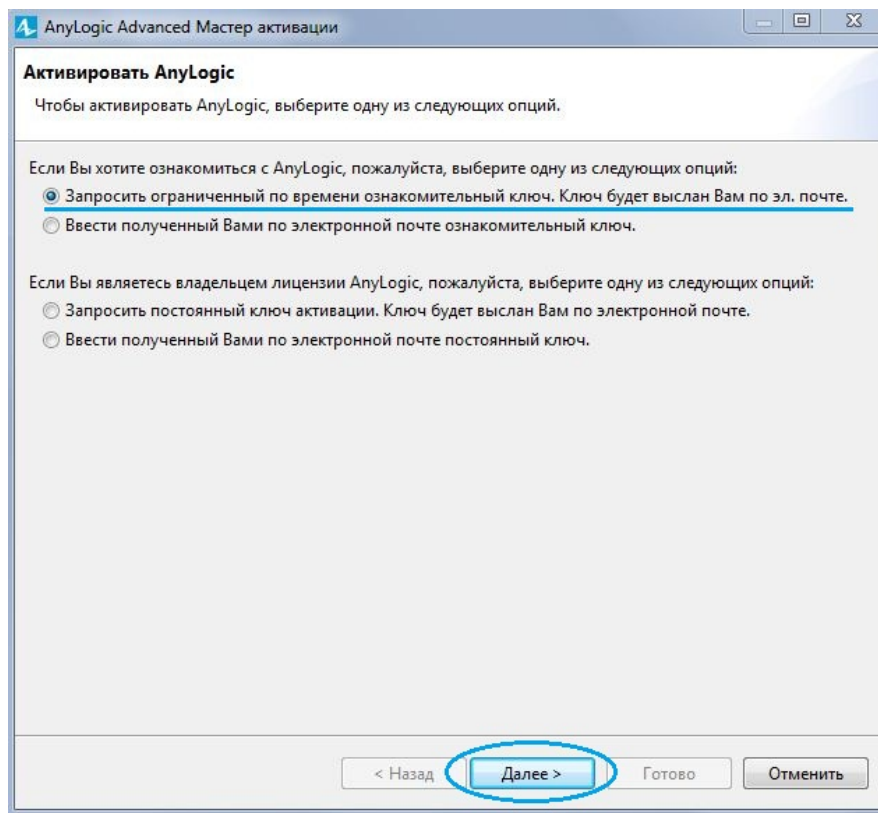 AnyLogic Advanced Мастер активации
Активировать AnyLogic
Чтобы активировать AnyLogic, выберите одну из следующих опций.
Если Вы хотите ознакомиться с AnyLogic, пожалуйста, выберите одну из следующих опций:
Запросить ограниченный по времени ознакомительный ключ. Ключ будет выслан Вам по эл. почте.
Ввести полученный Вами по электронной почте ознакомительный ключ.
Если Вы являетесь владельцем лицензии AnyLogic, пожалуйста, выберите одну из следующих опций:
Запросить постоянный ключ активации. Ключ будет выслан Вам по электронной почте.
Ввести полученный Вами по электронной почте постоянный ключ.
< Назад Далее > Готово Отменить